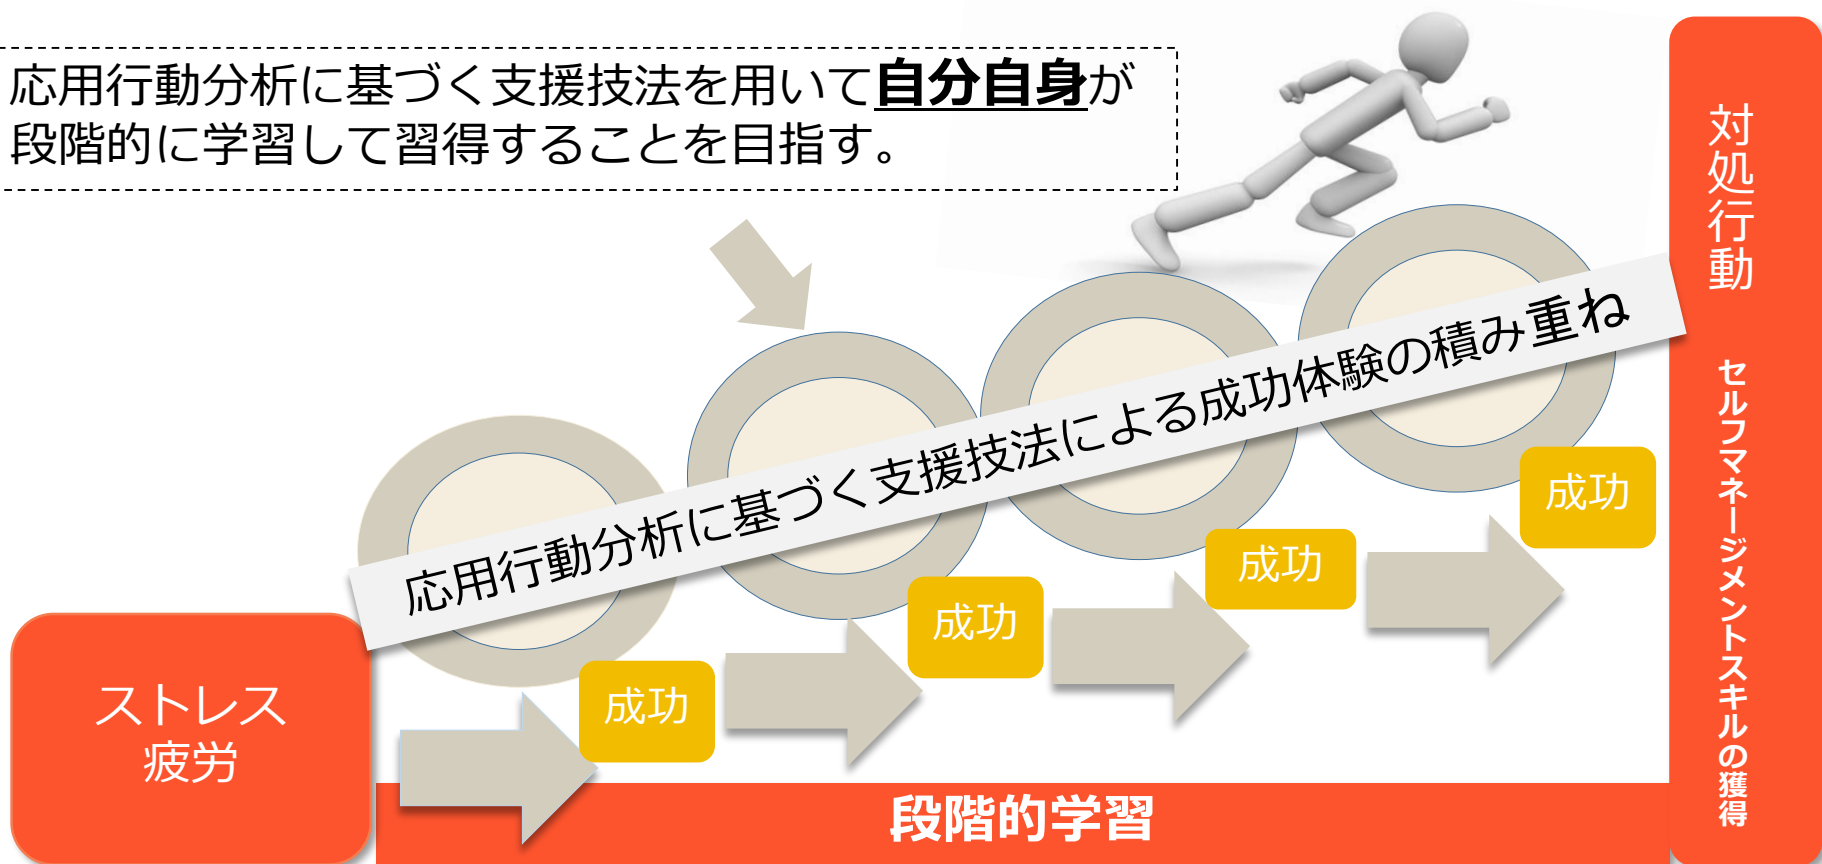 応用行動分析に基づく支援技法を用いて自分自身が
段階的に学習して習得することを目指す。
対処行動 セルフマネージメントスキルの獲得
応用行動分析に基づく支援技法による成功体験の積み重ね
成功
成功
成功
成功
ストレス
疲労
段階的学習